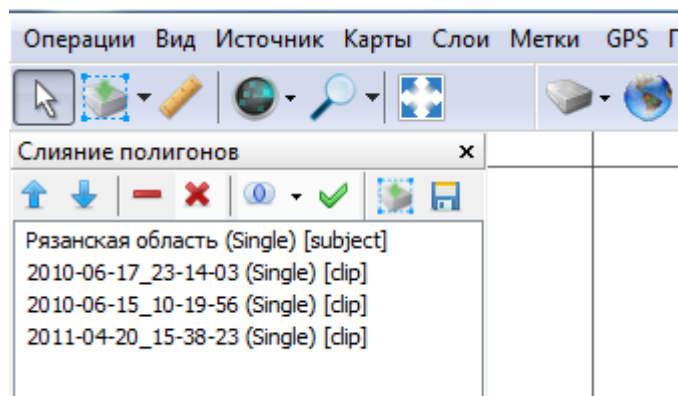 Операции Вид Источник Карты Слои Метки GPS
Слияние полигонов x
Рязанская область (Single) [subject]
2010-06-17_23-14-03 (Single) [clip]
2010-06-15_10-19-56 (Single) [clip]
2011-04-20_15-38-23 (Single) [clip]